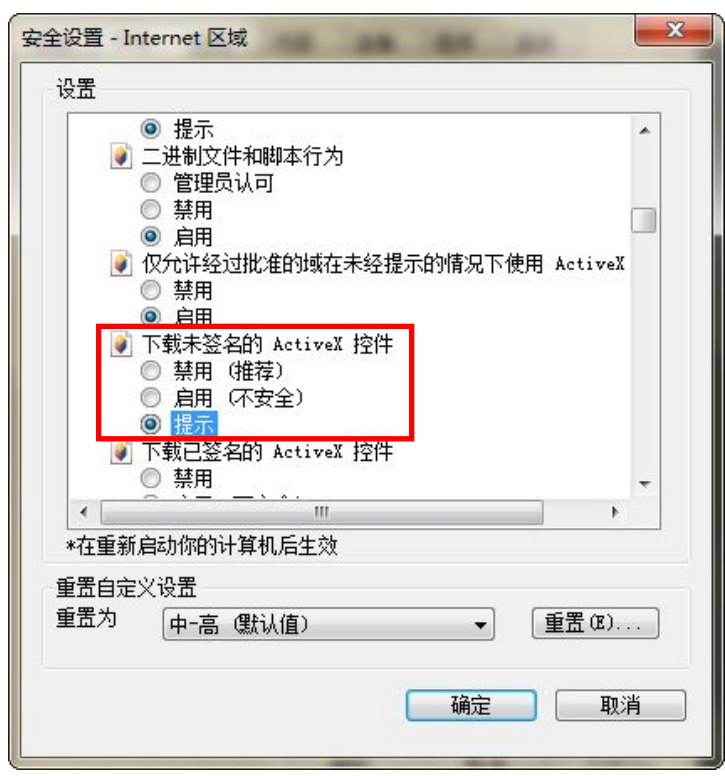 安全设置 - Internet 区域
设置
提示
二进制文件和脚本行为
管理员认可
禁用
启用
仅允许经过批准的域在未经提示的情况下使用 ActiveX
禁用
启用
下载未签名的 ActiveX 控件
禁用（推荐）
启用（不安全）
提示
下载已签名的 ActiveX 控件
禁用
*在重新启动你的计算机后生效
重置自定义设置
重置为
中-高（默认值）
重置(E)...
确定
取消